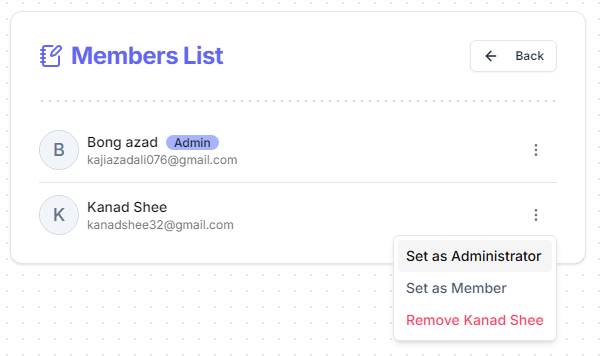 Members List
Back
B
Bong azad Admin
kajiazadali076@gmail.com
K
Kanad Shee
kanadshee32@gmail.com
Set as Administrator
Set as Member
Remove Kanad Shee